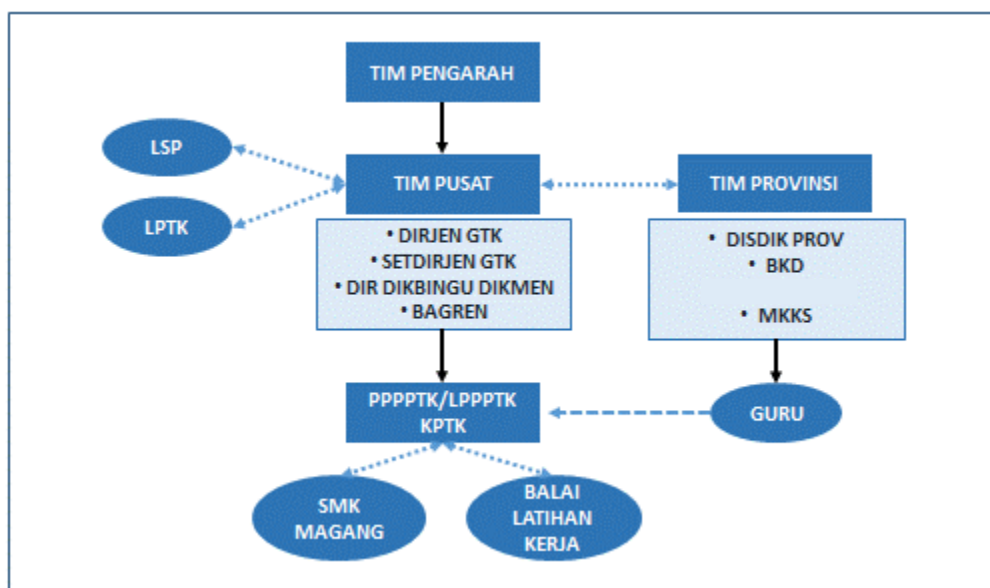 TIM PENGARAH
LSP
TIM PUSAT
TIM PROVINSI
LPTK
• DIRJEN GTK
• SETDIRJEN GTK
• DIR DIKBINGU DIKMEN
• BAGREN
• DISDIK PROV
• BKD
• MKKS
PPPPTK/LPPPTK
KPTK
GURU
SMK
MAGANG
BALAI
LATIHAN
KERJA